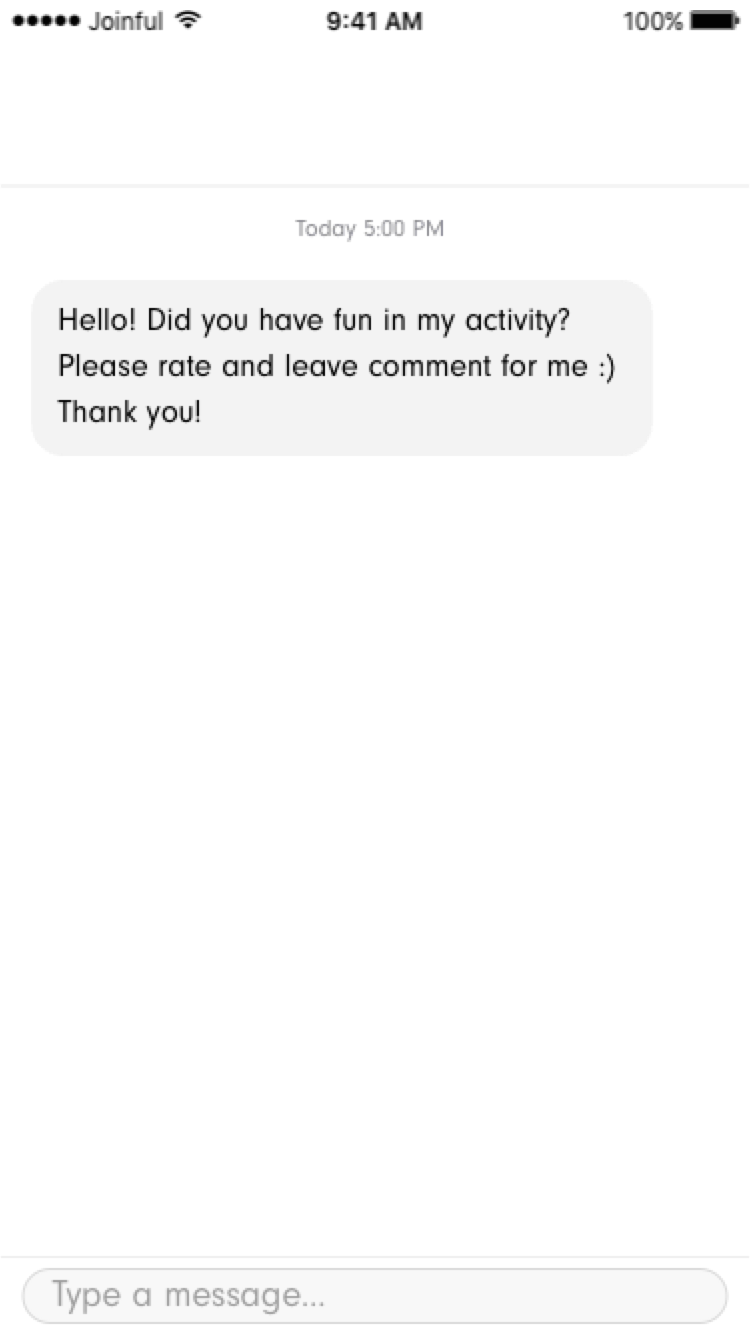 Joinful 9:41 AM 100%
Today 5:00 PM
Hello! Did you have fun in my activity?
Please rate and leave comment for me :)
Thank you!
Type a message...